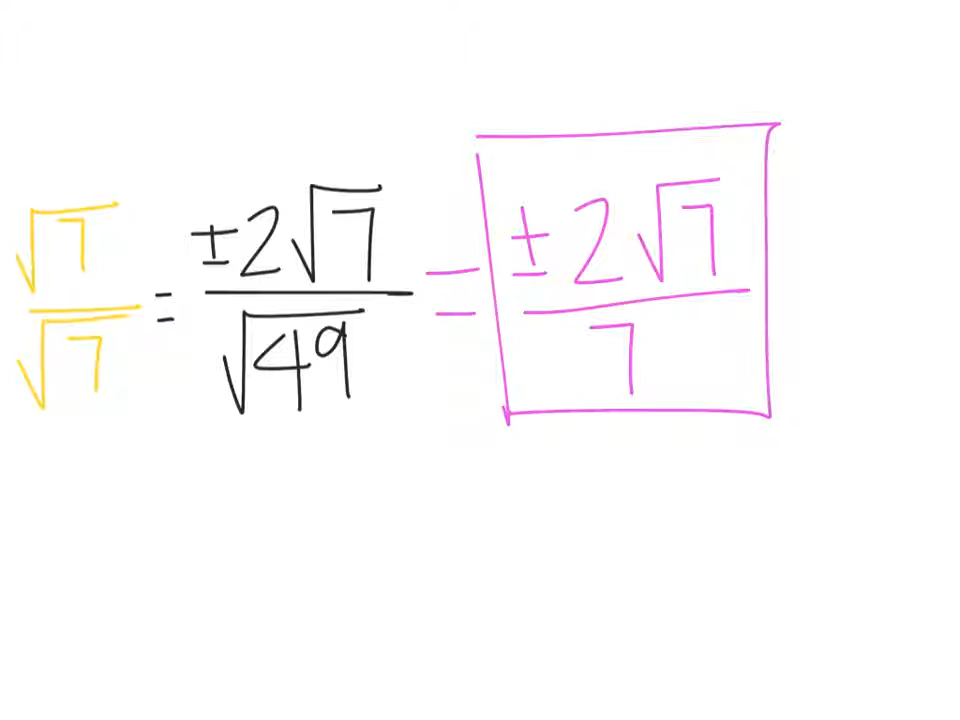 √7/√7 = ±2√7/√49 = ±2√7/7